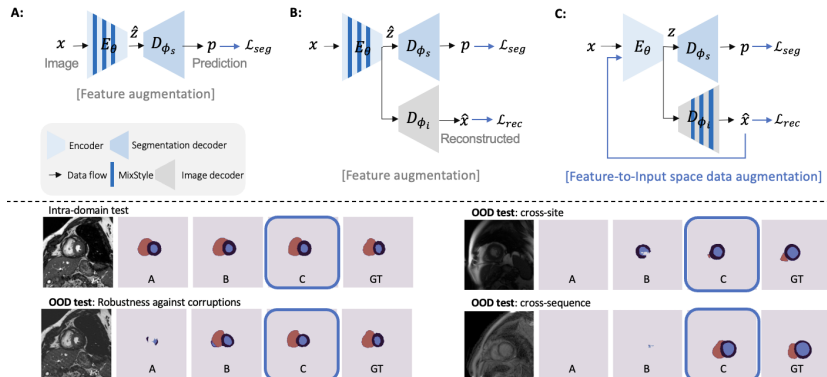 A:
B:
C:
x
E_θ
ẑ
D_ϕs
p
L_seg
Image
Prediction
[Feature augmentation]
x
E_θ
ẑ
D_ϕs
p
L_seg
D_ϕi
x̂
L_rec
Reconstructed
[Feature augmentation]
x
E_θ
z
D_ϕs
p
L_seg
D_ϕi
x̂
L_rec
[Feature-to-Input space data augmentation]
Encoder
Segmentation decoder
Data flow
MixStyle
Image decoder
Intra-domain test
A
B
C
GT
OOD test: cross-site
A
B
C
GT
OOD test: Robustness against corruptions
A
B
C
GT
OOD test: cross-sequence
A
B
C
GT